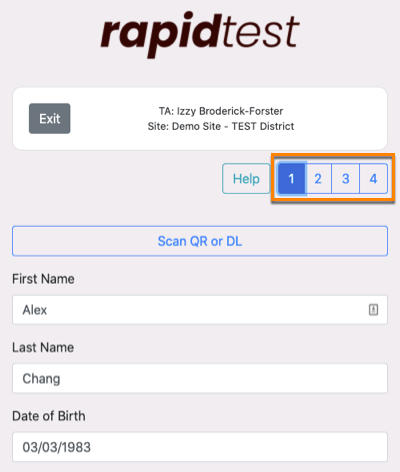 rapidtest
Exit
TA: Izzy Broderick-Forster
Site: Demo Site - TEST District
Help 1 2 3 4
Scan QR or DL
First Name
Alex
Last Name
Chang
Date of Birth
03/03/1983